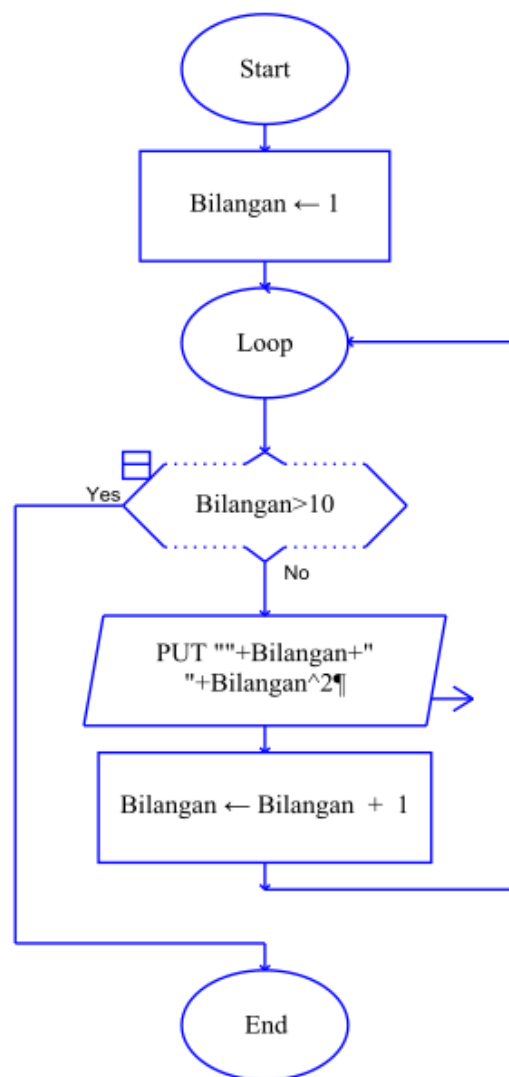 Start
Bilangan ← 1
Loop
Bilangan>10
Yes
No
PUT ""+Bilangan+"
"+Bilangan^2¶
Bilangan ← Bilangan + 1
End